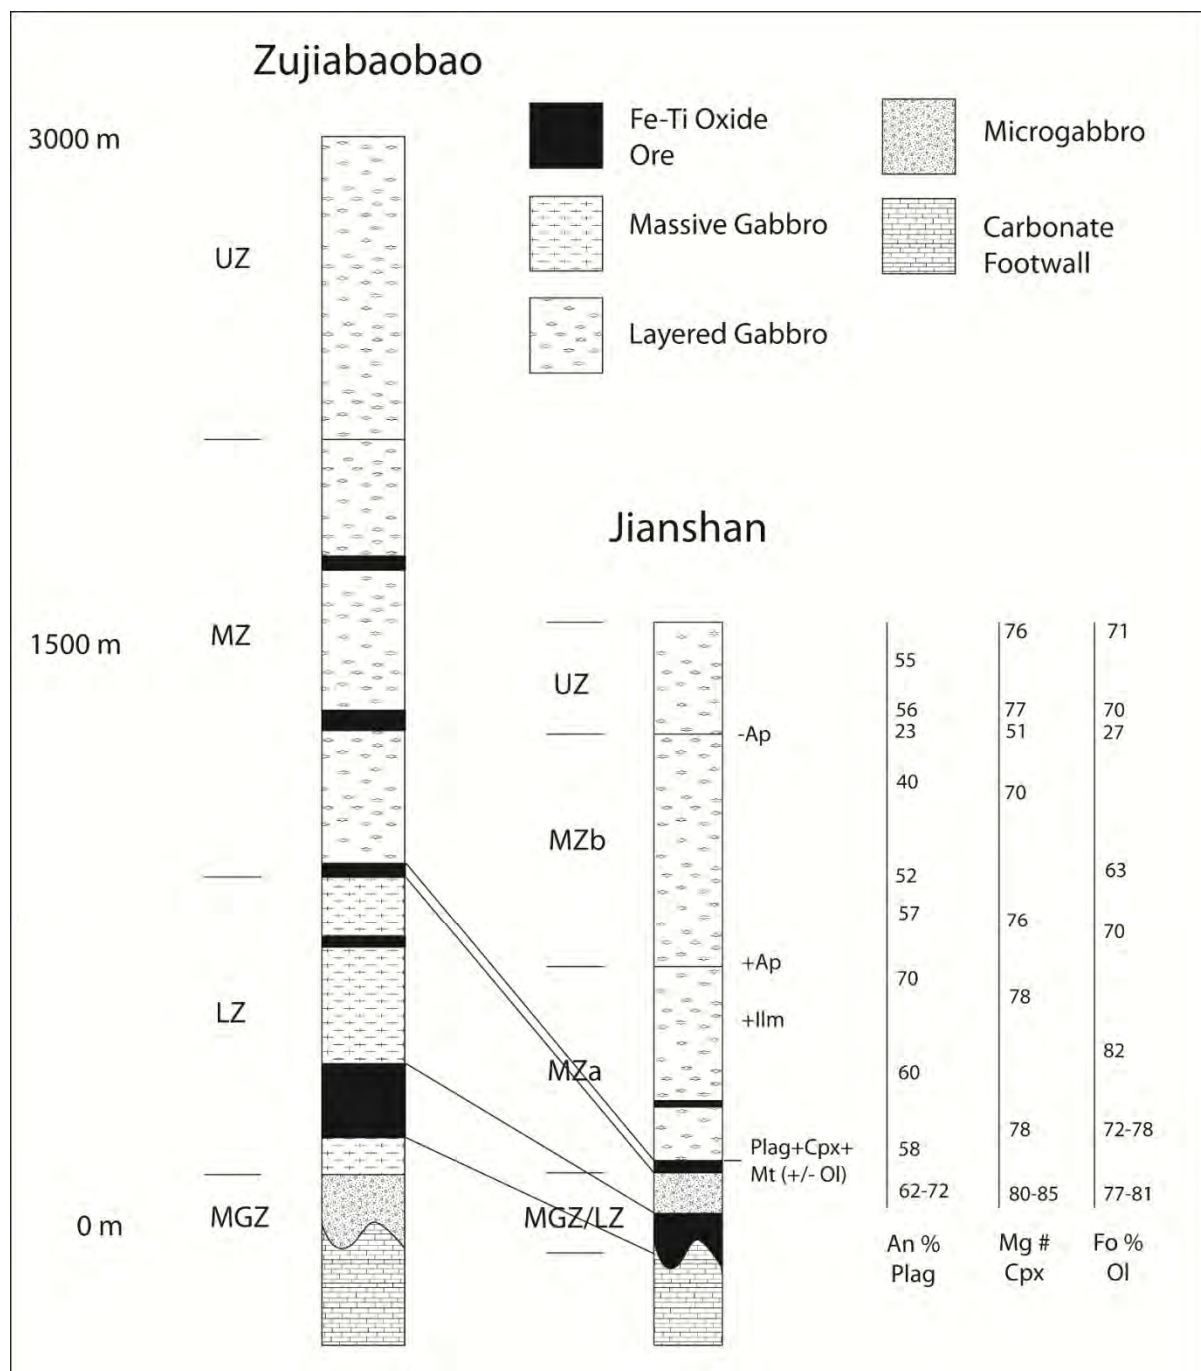 Zujiabaobao
3000 m
UZ
MZ
1500 m
LZ
MGZ
0 m
Fe-Ti Oxide
Ore
Massive Gabbro
Layered Gabbro
Microgabbro
Carbonate
Footwall
Jianshan
UZ
MZb
MZa
MGZ/LZ
-Ap
+Ap
+Ilm
Plag+Cpx+
Mt (+/- Ol)
55
56
23
40
52
57
70
60
58
62-72
An %
Plag
76
77
51
70
76
78
78
80-85
Mg #
Cpx
71
70
27
63
70
82
72-78
77-81
Fo %
Ol